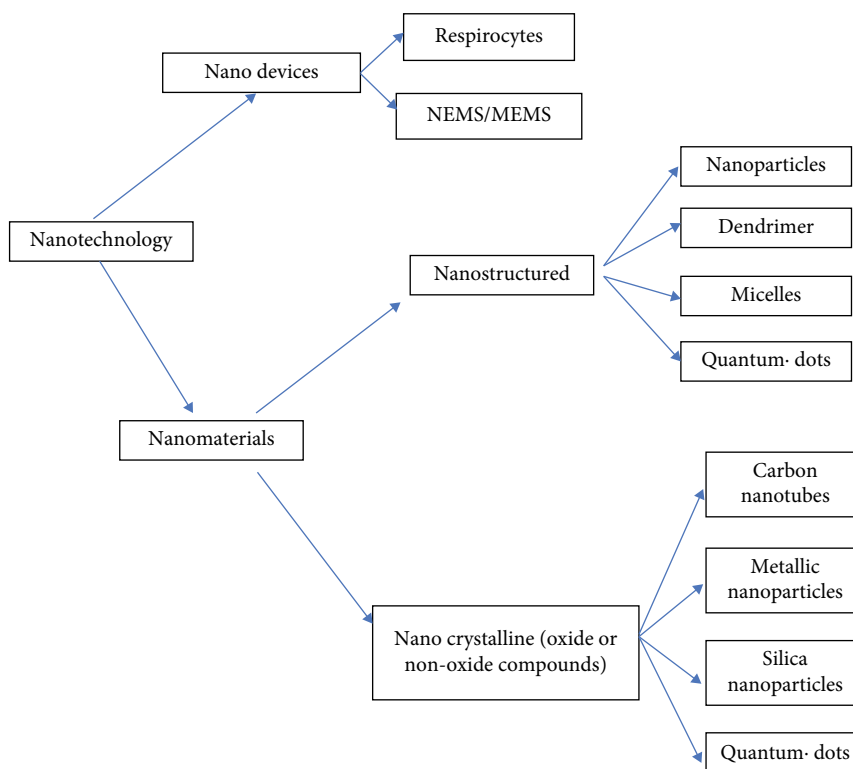 Respirocytes
Nano devices
NEMS/MEMS
Nanoparticles
Dendrimer
Nanotechnology
Nanostructured
Micelles
Quantum· dots
Nanomaterials
Carbon
nanotubes
Metallic
nanoparticles
Nano crystalline (oxide or
non-oxide compounds)
Silica
nanoparticles
Quantum· dots